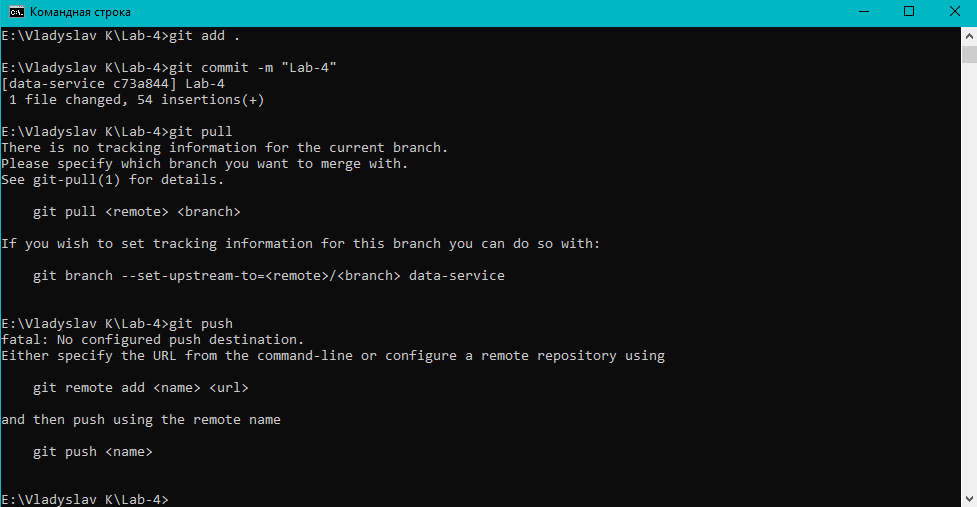 Командная строка
E:\Vladyslav K\Lab-4>git add .
E:\Vladyslav K\Lab-4>git commit -m "Lab-4"
[data-service c73a844] Lab-4
1 file changed, 54 insertions(+)
E:\Vladyslav K\Lab-4>git pull
There is no tracking information for the current branch.
Please specify which branch you want to merge with.
See git-pull(1) for details.
git pull <remote> <branch>
If you wish to set tracking information for this branch you can do so with:
git branch --set-upstream-to=<remote>/<branch> data-service
E:\Vladyslav K\Lab-4>git push
fatal: No configured push destination.
Either specify the URL from the command-line or configure a remote repository using
git remote add <name> <url>
and then push using the remote name
git push <name>
E:\Vladyslav K\Lab-4>